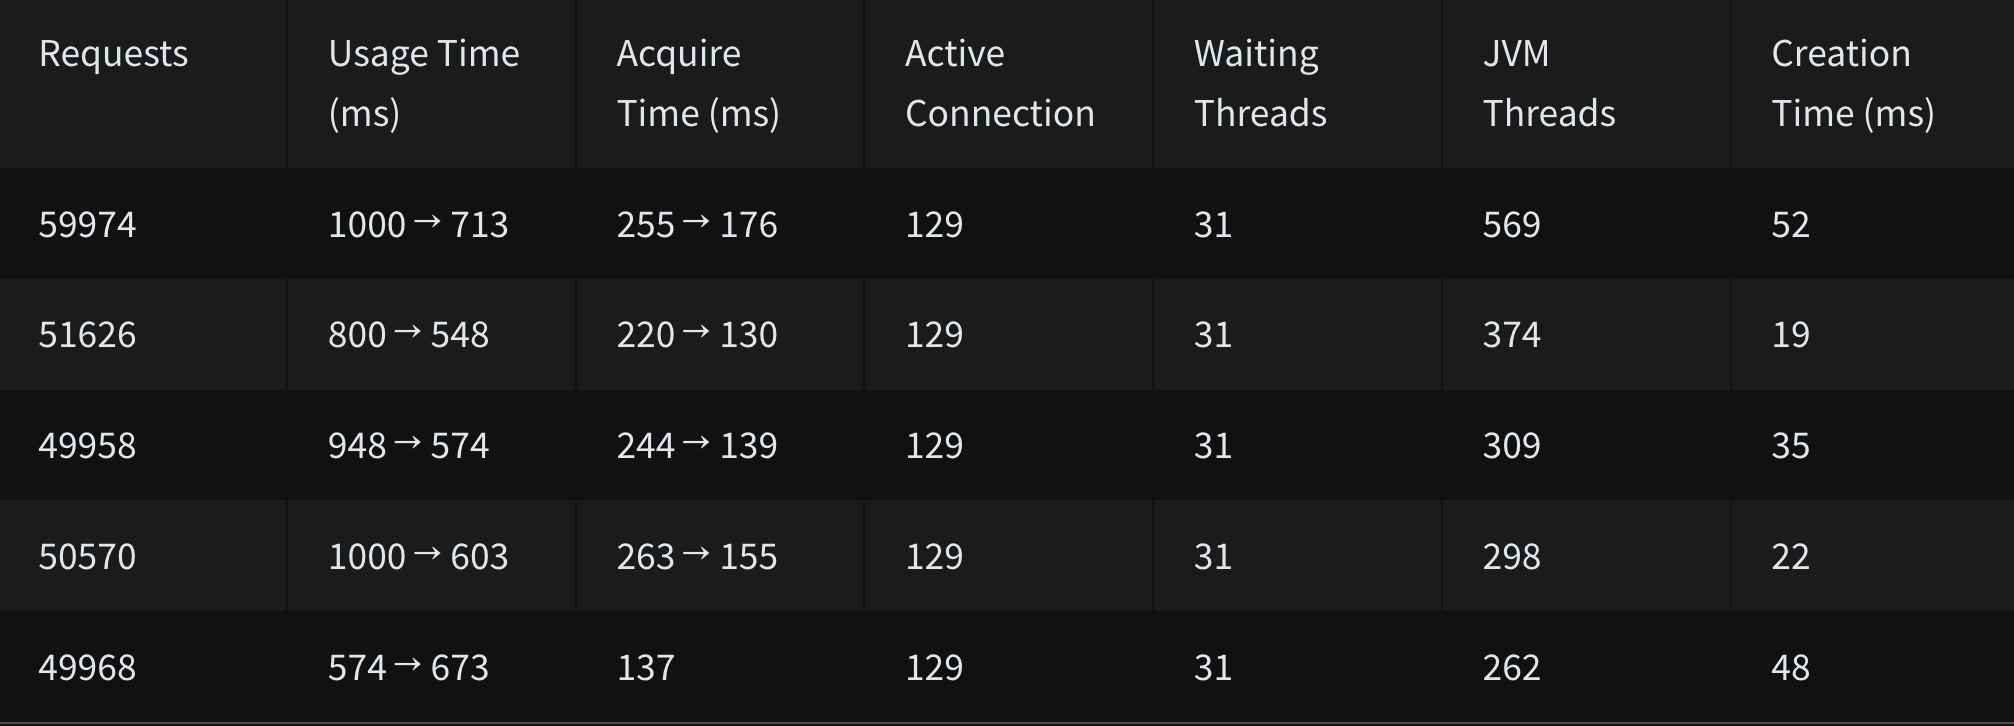 Requests Usage Time (ms) Acquire Time (ms) Active Connection Waiting Threads JVM Threads Creation Time (ms)
59974 1000 → 713 255 → 176 129 31 569 52
51626 800 → 548 220 → 130 129 31 374 19
49958 948 → 574 244 → 139 129 31 309 35
50570 1000 → 603 263 → 155 129 31 298 22
49968 574 → 673 137 129 31 262 48